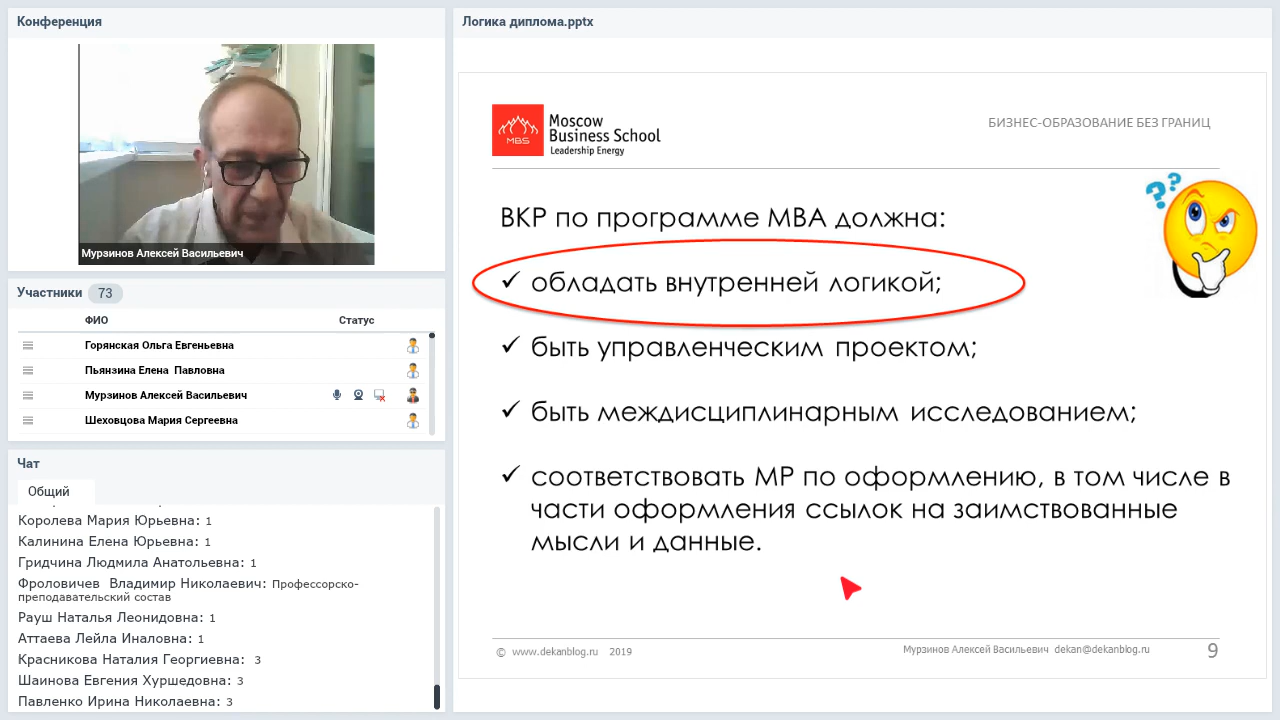 Конференция
Мурзинов Алексей Васильевич
Участники 73
ФИО Статус
Горянская Ольга Евгеньевна
Пьянзина Елена Павловна
Мурзинов Алексей Васильевич
Шеховцова Мария Сергеевна
Чат
Общий
Королева Мария Юрьевна: 1
Калинина Елена Юрьевна: 1
Гридчина Людмила Анатольевна: 1
Фроловичев Владимир Николаевич: Профессорско-
преподавательский состав
Рауш Наталья Леонидовна: 1
Аттаева Лейла Иналовна: 1
Красникова Наталия Георгиевна: 3
Шаинова Евгения Хуршедовна: 3
Павленко Ирина Николаевна: 3
Логика диплома.pptx
MBS
Moscow
Business School
Leadership Energy
БИЗНЕС-ОБРАЗОВАНИЕ БЕЗ ГРАНИЦ
ВКР по программе МВА должна:
✓ обладать внутренней логикой;
✓ быть управленческим проектом;
✓ быть междисциплинарным исследованием;
✓ соответствовать МР по оформлению, в том числе в
части оформления ссылок на заимствованные
мысли и данные.
© www.dekanblog.ru 2019
Мурзинов Алексей Васильевич dekan@dekanblog.ru
9